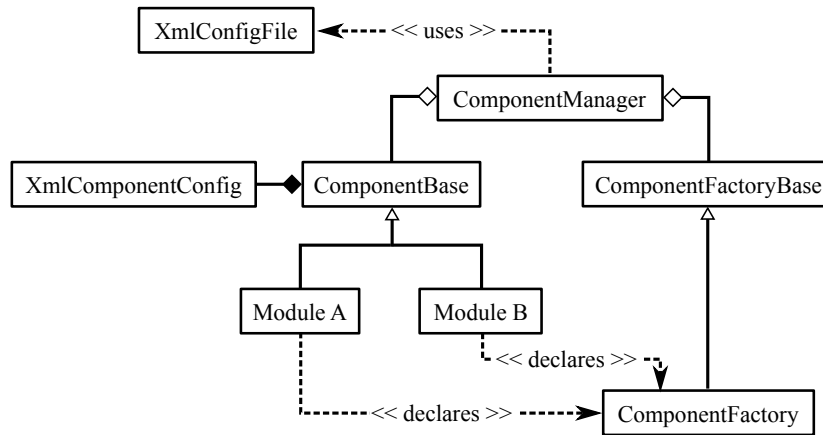 XmlConfigFile
<< uses >>
ComponentManager
XmlComponentConfig
ComponentBase
ComponentFactoryBase
Module A
Module B
<< declares >>
<< declares >>
ComponentFactory